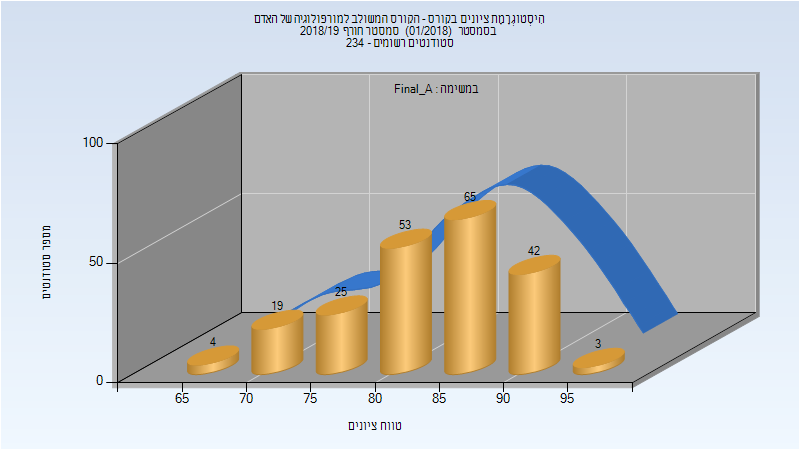 היסטוגרמת ציונים בקורס - הקורס המשולב למורפולוגיה של האדם
בסמסטר (01/2018) סמסטר חורף 2018/19
סטודנטים רשומים - 234
במשימה : Final_A
מספר סטודנטים
100
50
0
4
19
25
53
65
42
3
65
70
75
80
85
90
95
טווח ציונים